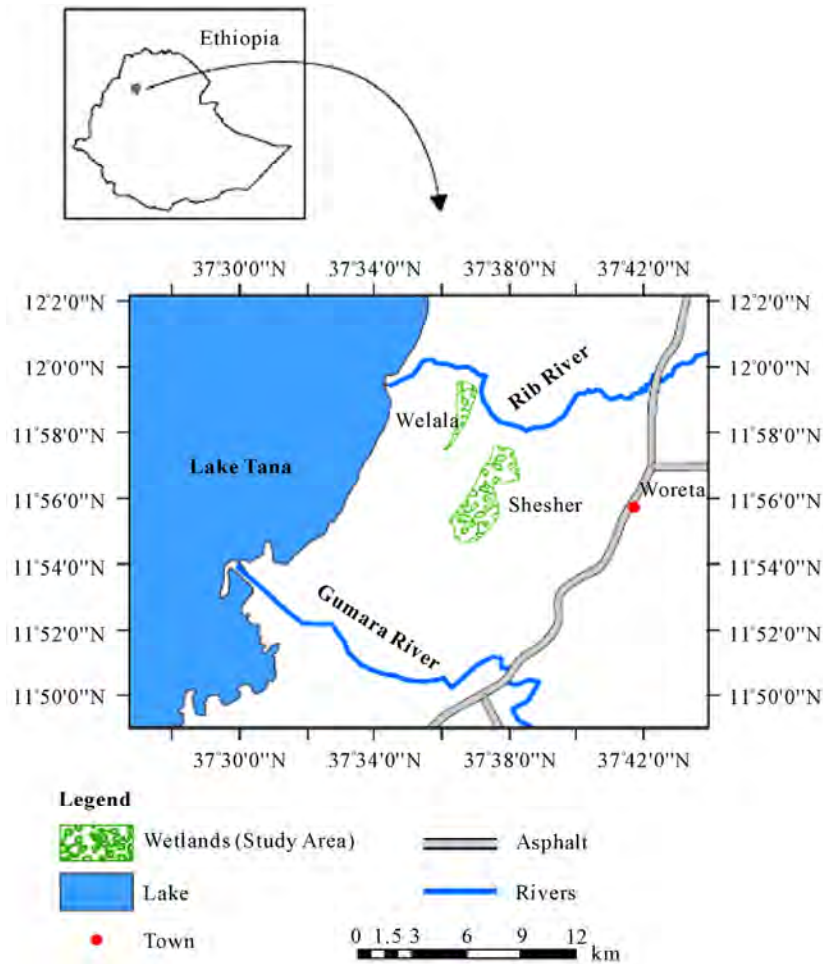 Ethiopia
37°30'0"N 37°34'0"N 37°38'0"N 37°42'0"N
12°2'0"N 12°2'0"N
12°0'0"N 12°0'0"N
Rib River
11°58'0"N Welala 11°58'0"N
Lake Tana
Woreta
11°56'0"N Shesher 11°56'0"N
11°54'0"N 11°54'0"N
Gumara River
11°52'0"N 11°52'0"N
11°50'0"N 11°50'0"N
37°30'0"N 37°34'0"N 37°38'0"N 37°42'0"N
Legend
Wetlands (Study Area) Asphalt
Lake Rivers
Town
0 1.5 3 6 9 12
km